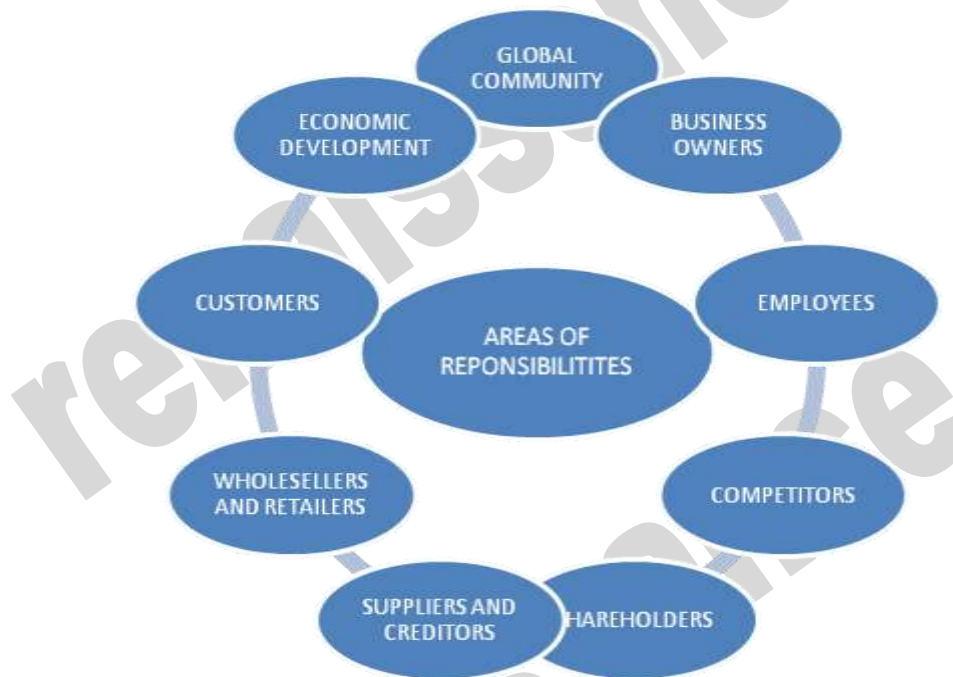 GLOBAL
COMMUNITY
BUSINESS
OWNERS
EMPLOYEES
COMPETITORS
HAREHOLDERS
SUPPLIERS AND
CREDITORS
WHOLESELLERS
AND RETAILERS
CUSTOMERS
ECONOMIC
DEVELOPMENT
AREAS OF
REPONSIBILITITES